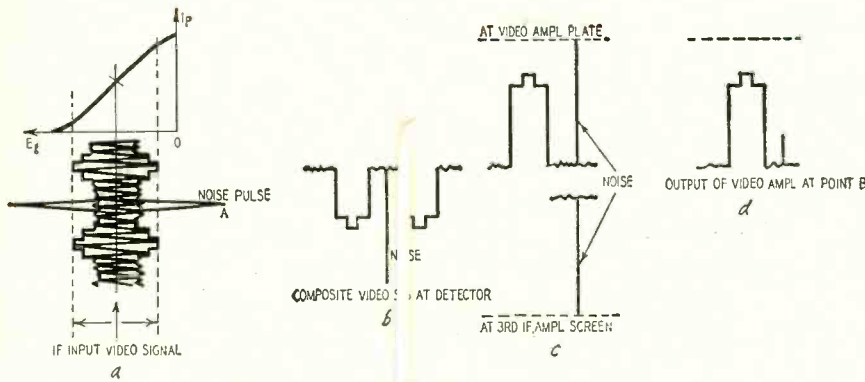 ip
Eg
0
NOISE PULSE
A
IF INPUT VIDEO SIGNAL
a
COMPOSITE VIDEO AT DETECTOR
b
AT VIDEO AMPL PLATE
NOISE
AT 3RD IF AMPL SCREEN
c
OUTPUT OF VIDEO AMPL AT POINT B
d